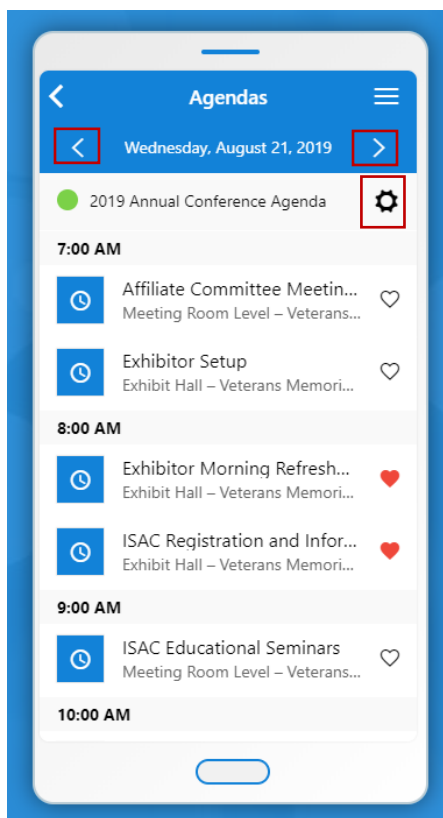 Agendas
Wednesday, August 21, 2019
2019 Annual Conference Agenda
7:00 AM
Affiliate Committee Meetin...
Meeting Room Level – Veterans...
Exhibitor Setup
Exhibit Hall – Veterans Memori...
8:00 AM
Exhibitor Morning Refresh...
Exhibit Hall – Veterans Memori...
ISAC Registration and Infor...
Exhibit Hall – Veterans Memori...
9:00 AM
ISAC Educational Seminars
Meeting Room Level – Veterans...
10:00 AM